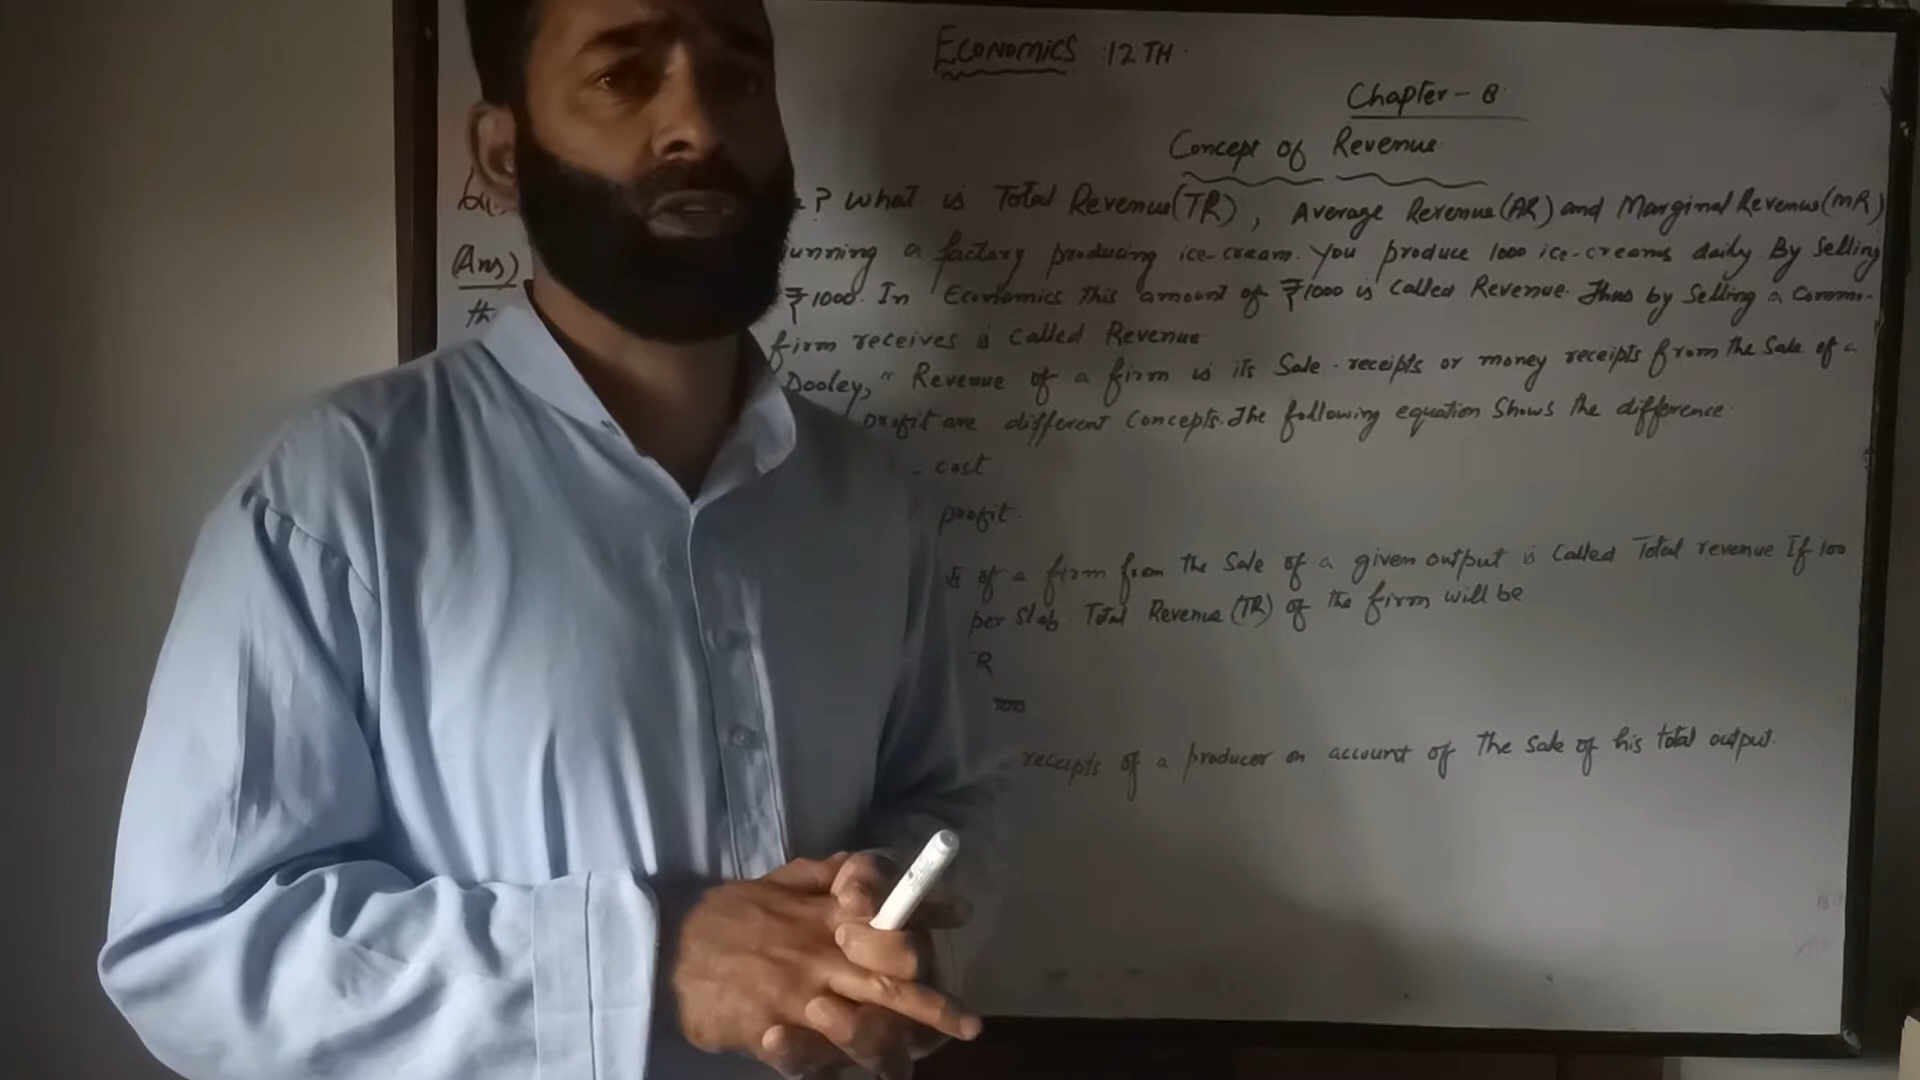 Economics : 12TH.
Chapter - 8
Concept of Revenue
? What is Total Revenue(TR), Average Revenue(AR) and Marginal Revenue(MR)
(Ans) unning a factory producing ice-cream. You produce 1000 ice-creams daily. By Selling
th ₹1000. In Economics this amount of ₹1000 is called Revenue. Thus by Selling a Commo-
firm receives is called Revenue
Dooley, " Revenue of a firm is its Sale-receipts or money receipts from the Sale of a
profit are different Concepts. The following equation Shows the difference
- cost
profit.
of a firm from the Sale of a given output is Called Total revenue If 100
per Slab. Total Revenue (TR) of the firm will be
R
receipts of a producer on account of the Sale of his total output.